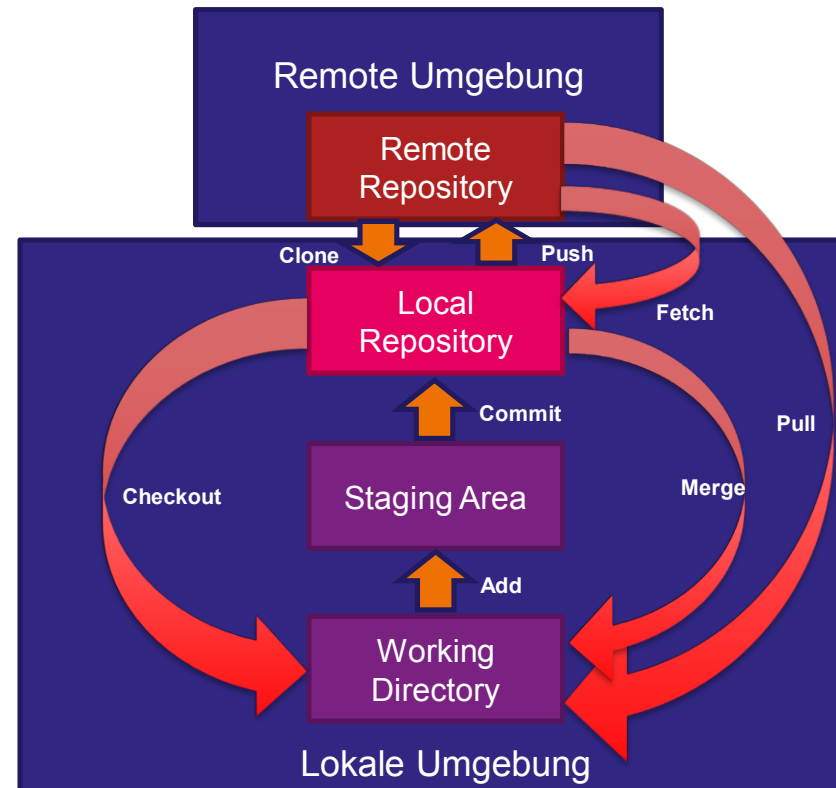 Remote Umgebung
Remote
Repository
Clone
Push
Local
Repository
Fetch
Commit
Pull
Checkout
Staging Area
Merge
Add
Working
Directory
Lokale Umgebung